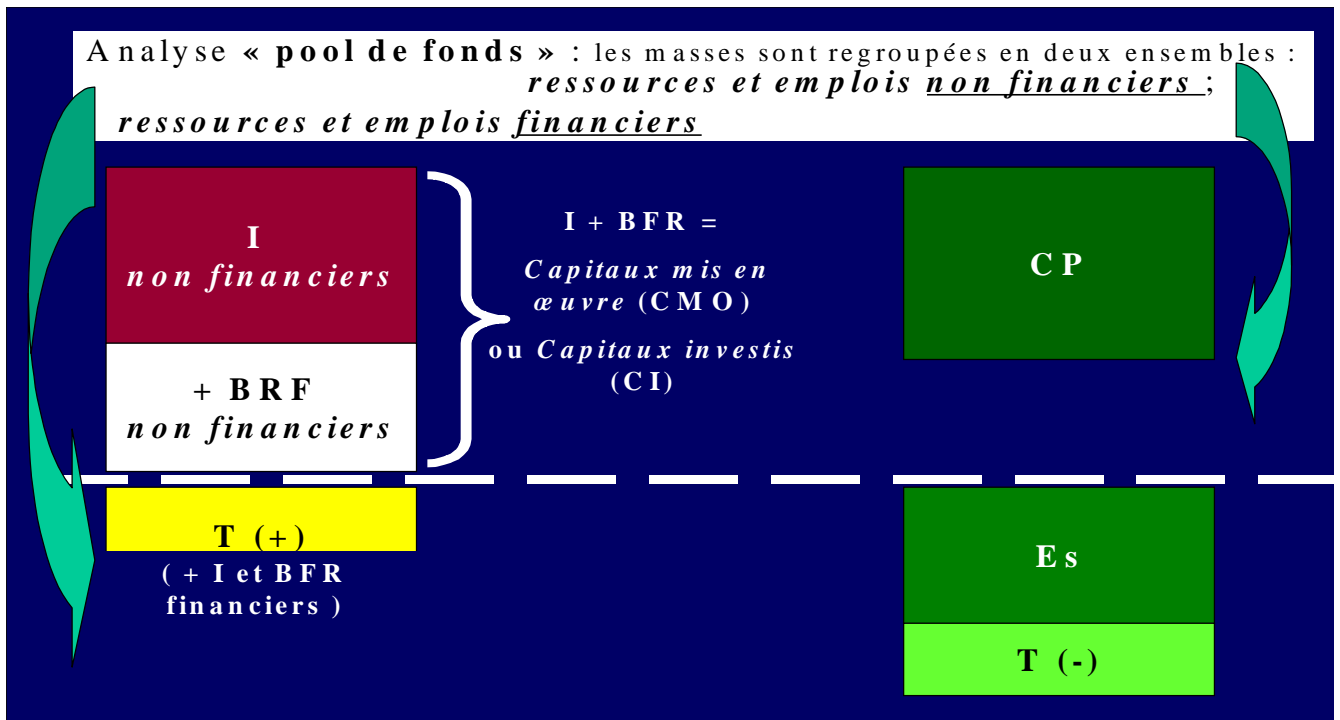 Analyse « pool de fonds » : les masses sont regroupées en deux ensembles :
ressources et emplois non financiers ;
ressources et emplois financiers
I
non financiers
+ BRF
non financiers
I + BFR =
Capitaux mis en
œuvre (CMO)
ou Capitaux investis
(CI)
CP
T (+)
( + I et BFR
financiers )
Es
T (-)